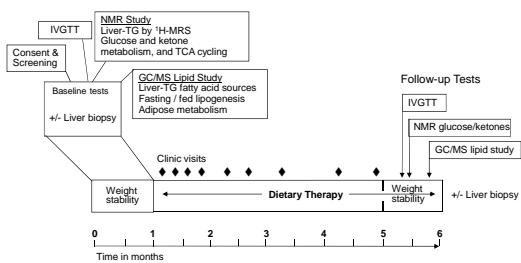 NMR Study
Liver-TG by ¹H-MRS
Glucose and ketone
metabolism, and TCA cycling
IVGTT
Consent &
Screening
Baseline tests
+/- Liver biopsy
GC/MS Lipid Study
Liver-TG fatty acid sources
Fasting / fed lipogenesis
Adipose metabolism
Follow-up Tests
IVGTT
NMR glucose/ketones
GC/MS lipid study
Clinic visits
Weight
stability
Dietary Therapy
Weight
stability
+/- Liver biopsy
0 1 2 3 4 5 6
Time in months